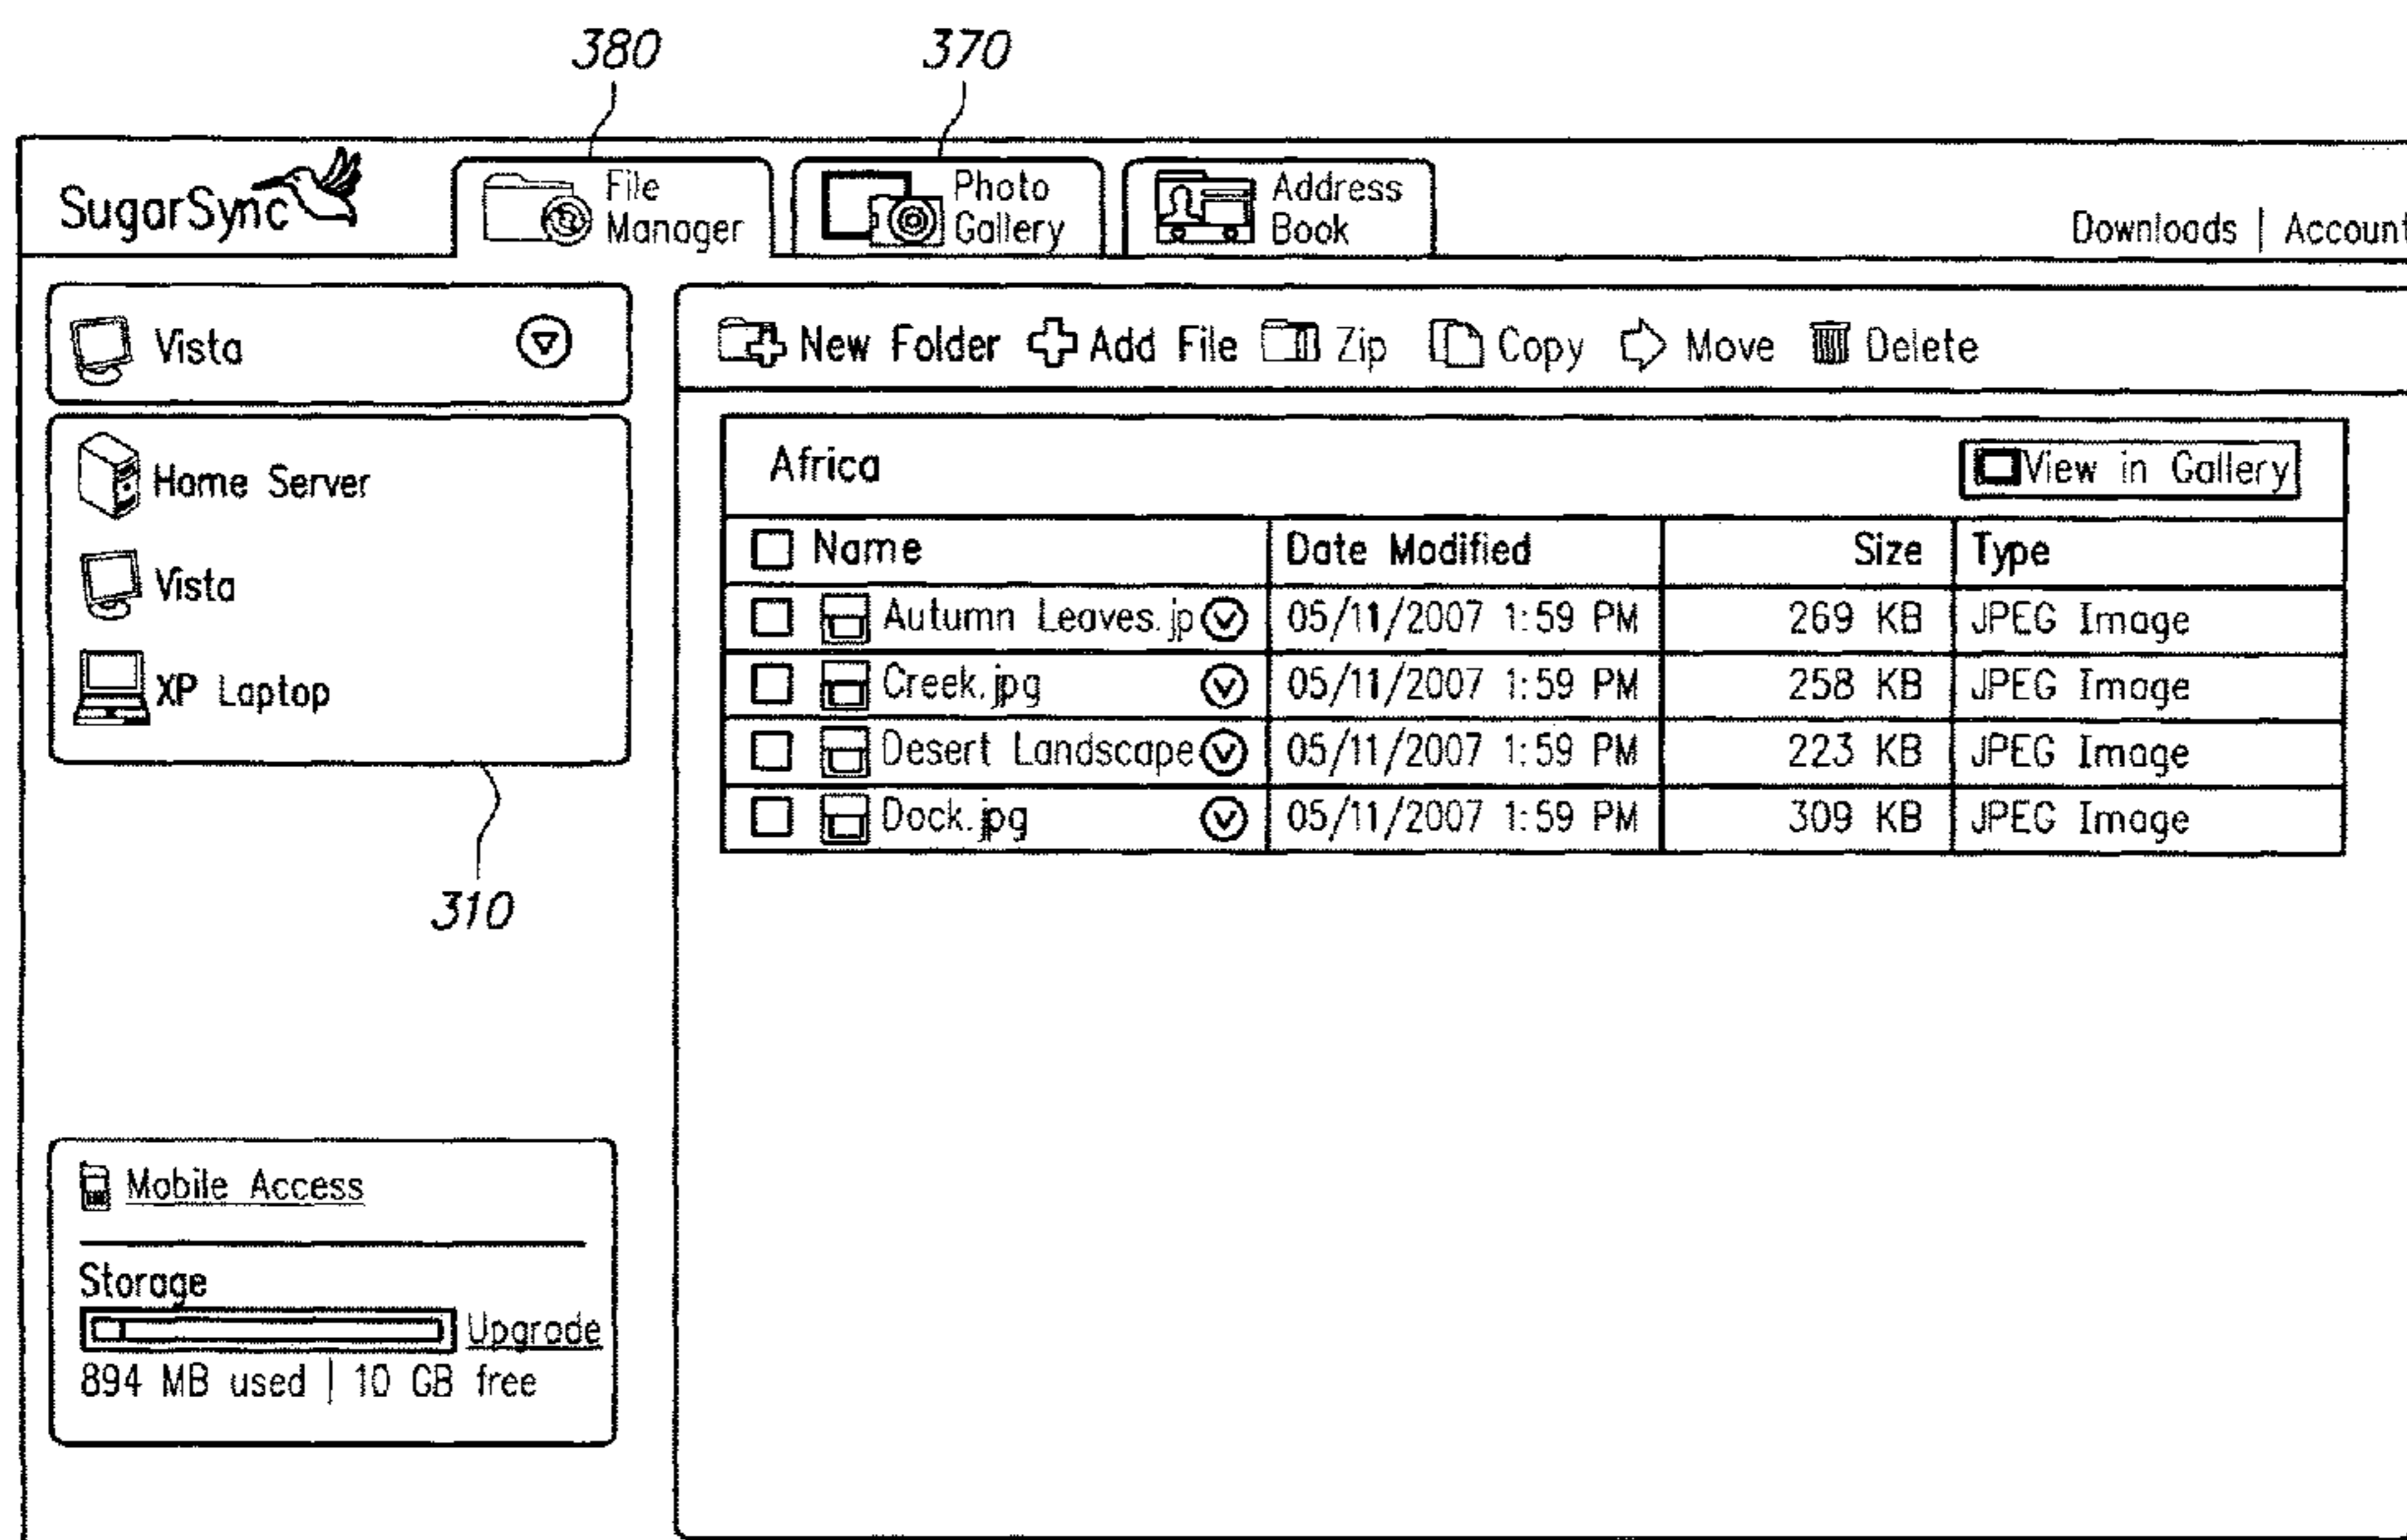 380 370
SugarSync
File
Manager
Photo
Gallery
Address
Book
Downloads | Account
Vista
Home Server
Vista
XP Laptop
310
New Folder Add File Zip Copy Move Delete
Africa View in Gallery
Name Date Modified Size Type
Autumn Leaves.jp 05/11/2007 1:59 PM 269 KB JPEG Image
Creek.jpg 05/11/2007 1:59 PM 258 KB JPEG Image
Desert Landscape 05/11/2007 1:59 PM 223 KB JPEG Image
Dock.jpg 05/11/2007 1:59 PM 309 KB JPEG Image
Mobile Access
Storage
Upgrade
894 MB used | 10 GB free